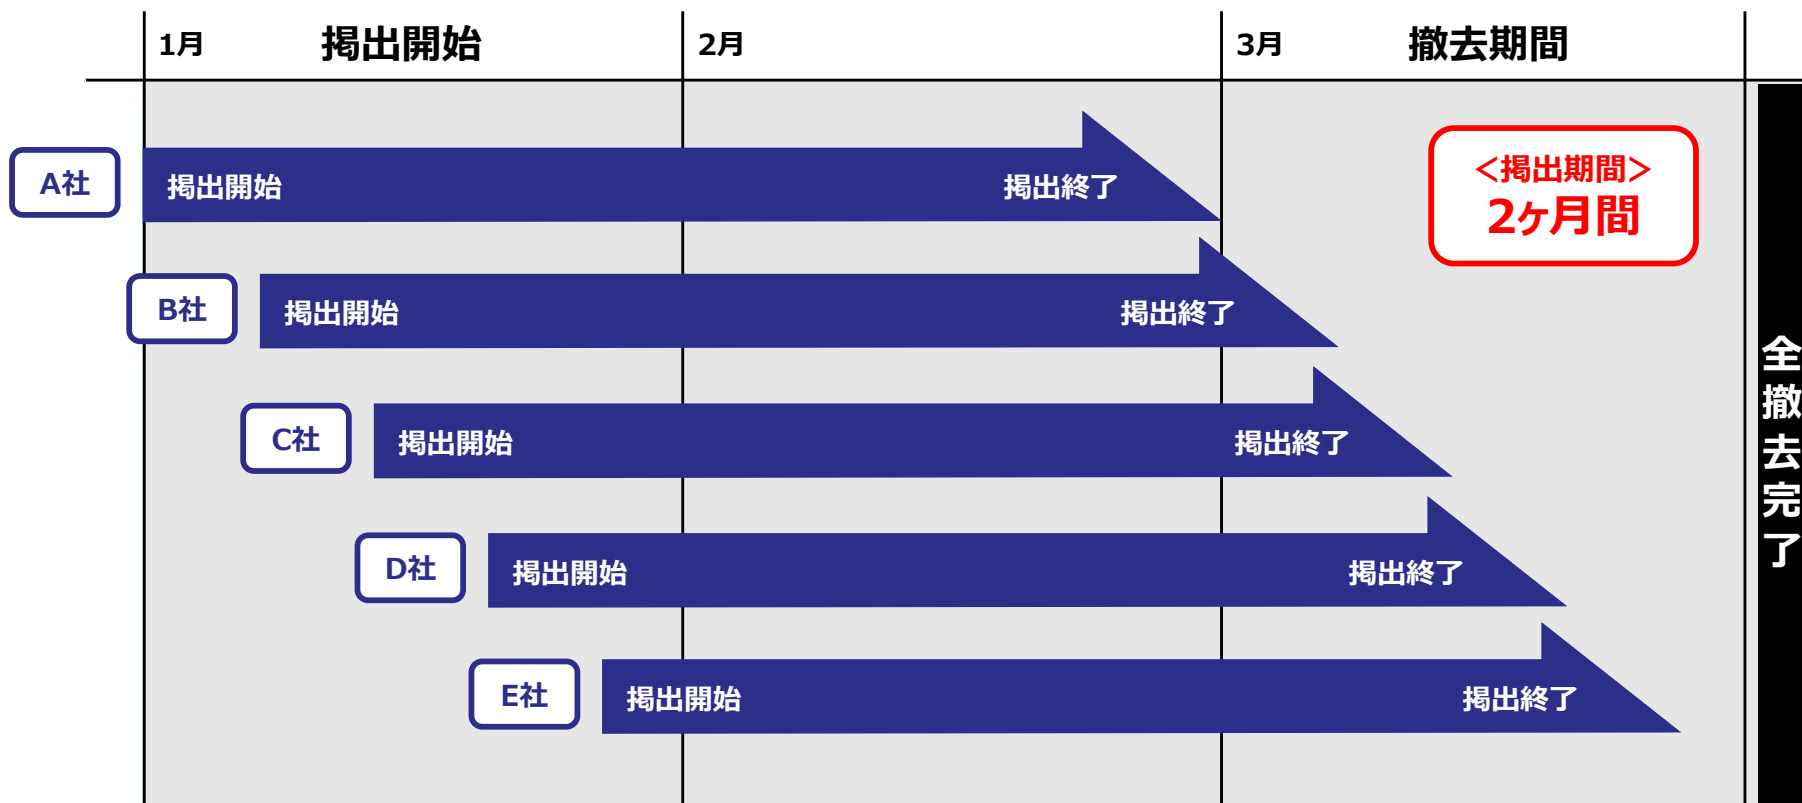 1月 掲出開始 2月 3月 撤去期間
A社 掲出開始 掲出終了
＜掲出期間＞
2ヶ月間
B社 掲出開始 掲出終了
C社 掲出開始 掲出終了
D社 掲出開始 掲出終了
E社 掲出開始 掲出終了
全撤去完了